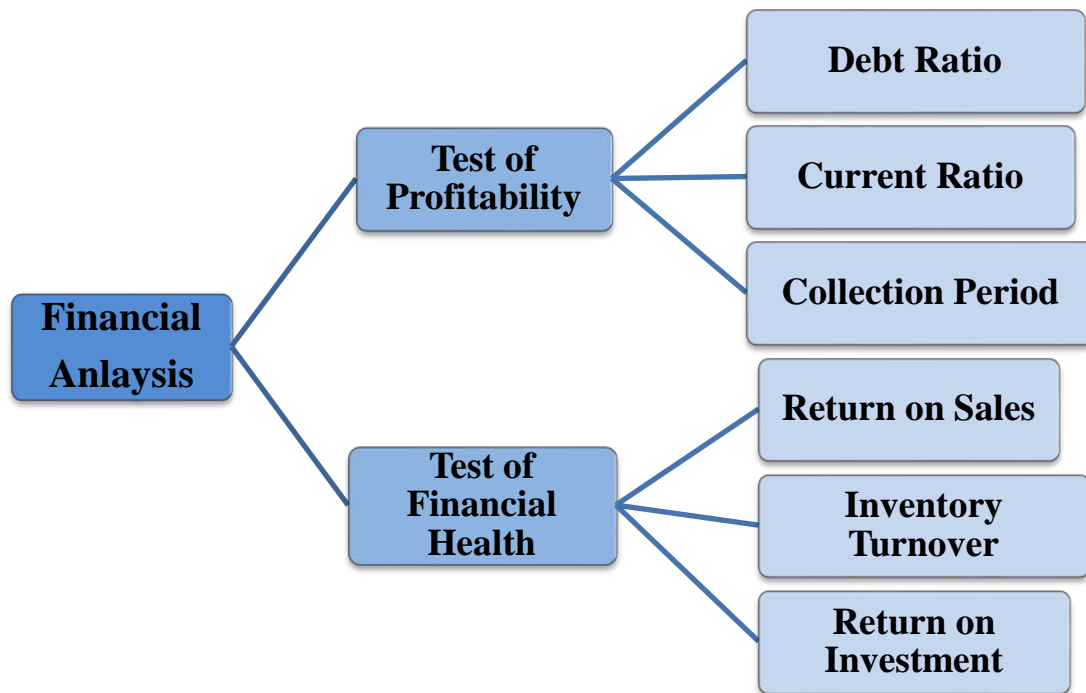 Financial
Anlaysis
Test of
Profitability
Debt Ratio
Current Ratio
Collection Period
Test of
Financial
Health
Return on Sales
Inventory
Turnover
Return on
Investment